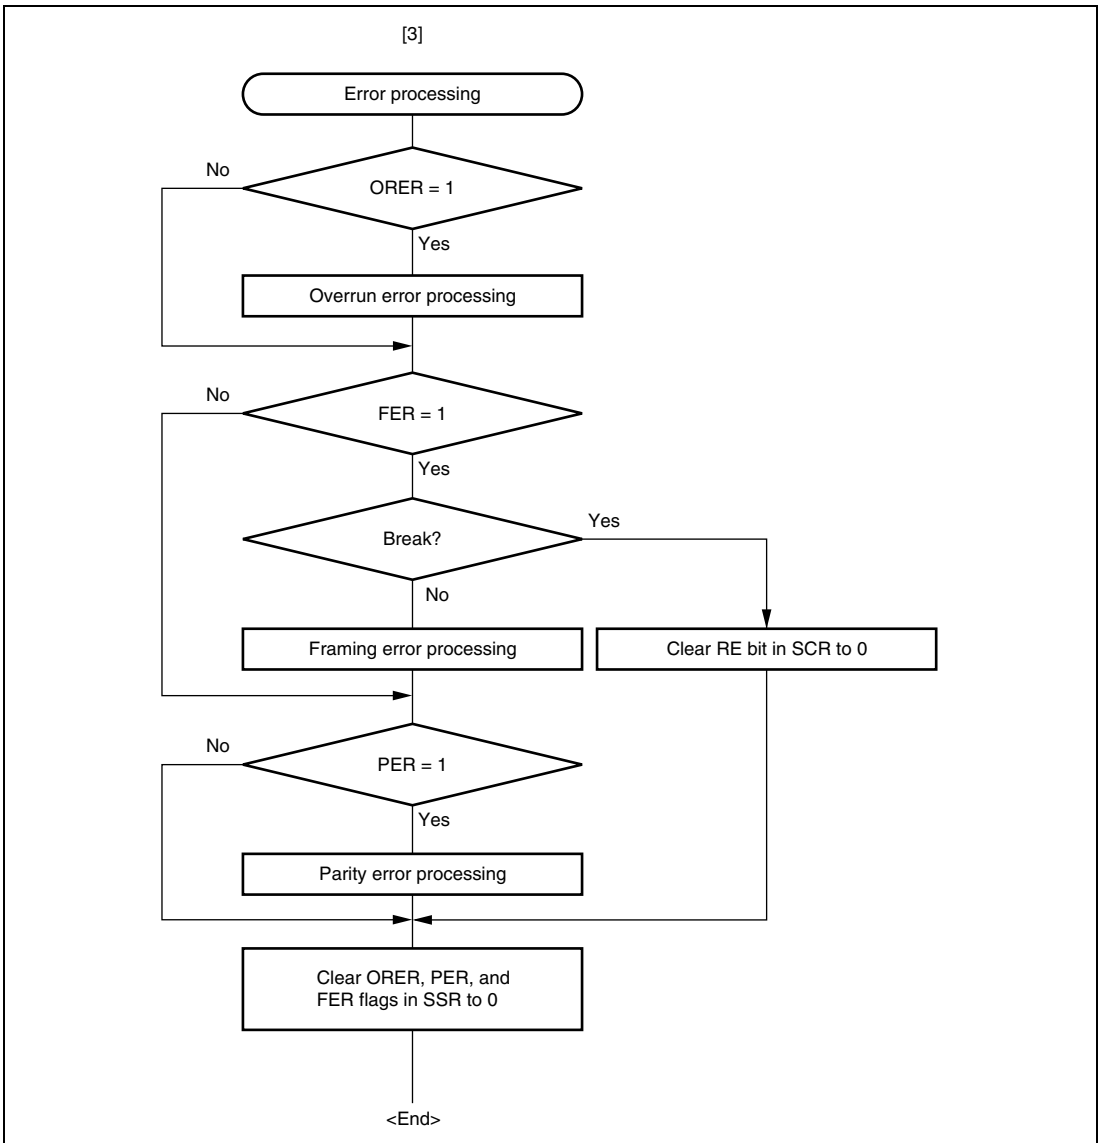 [3]
Error processing
No
ORER = 1
Yes
Overrun error processing
No
FER = 1
Yes
Break?
Yes
No
Framing error processing
Clear RE bit in SCR to 0
No
PER = 1
Yes
Parity error processing
Clear ORER, PER, and
FER flags in SSR to 0
<End>